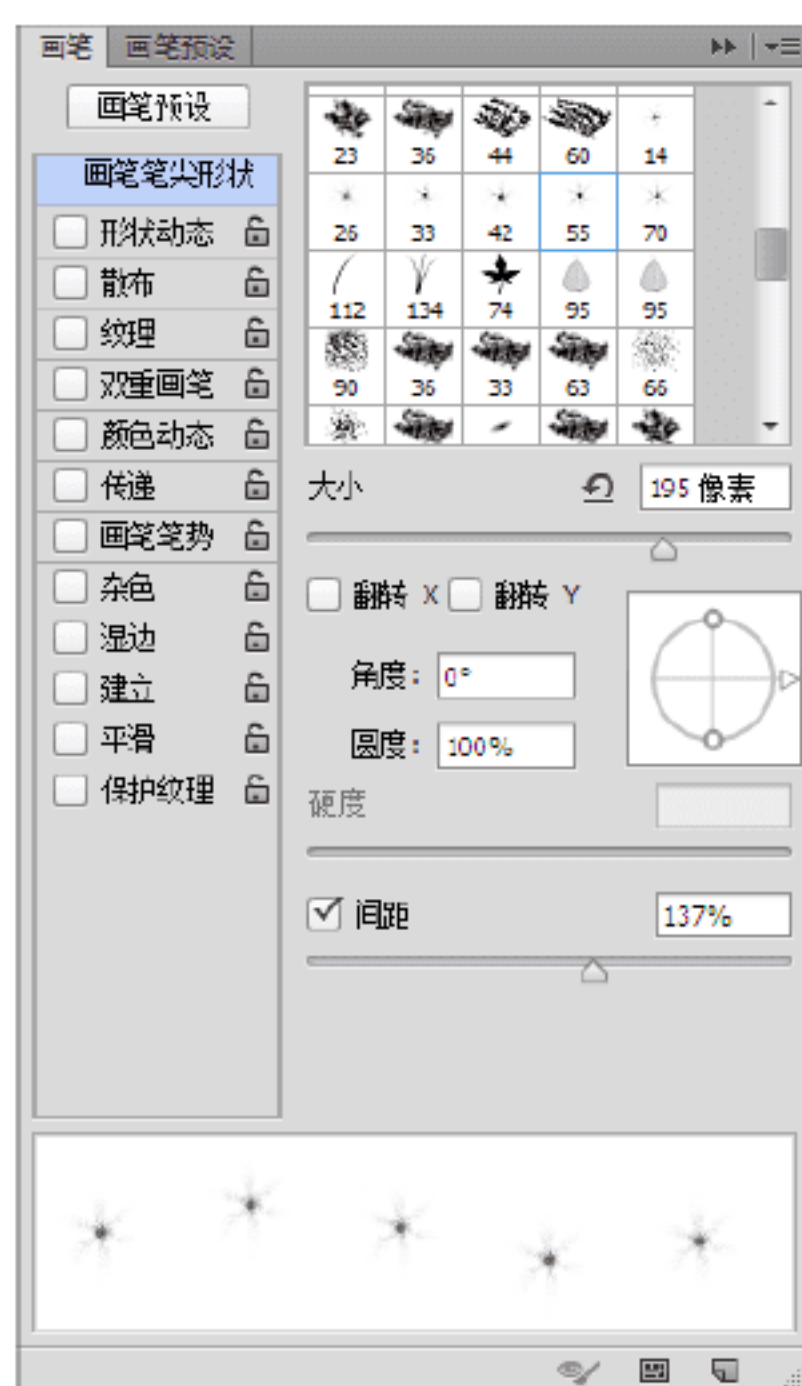 画笔 画笔预设
画笔预设
画笔笔尖形状
形状动态
散布
纹理
双重画笔
颜色动态
传递
画笔笔势
杂色
湿边
建立
平滑
保护纹理
23 36 44 60 14
26 33 42 55 70
112 134 74 95 95
90 36 33 63 66
大小 195 像素
翻转 X 翻转 Y
角度: 0°
圆度: 100%
硬度
间距 137%